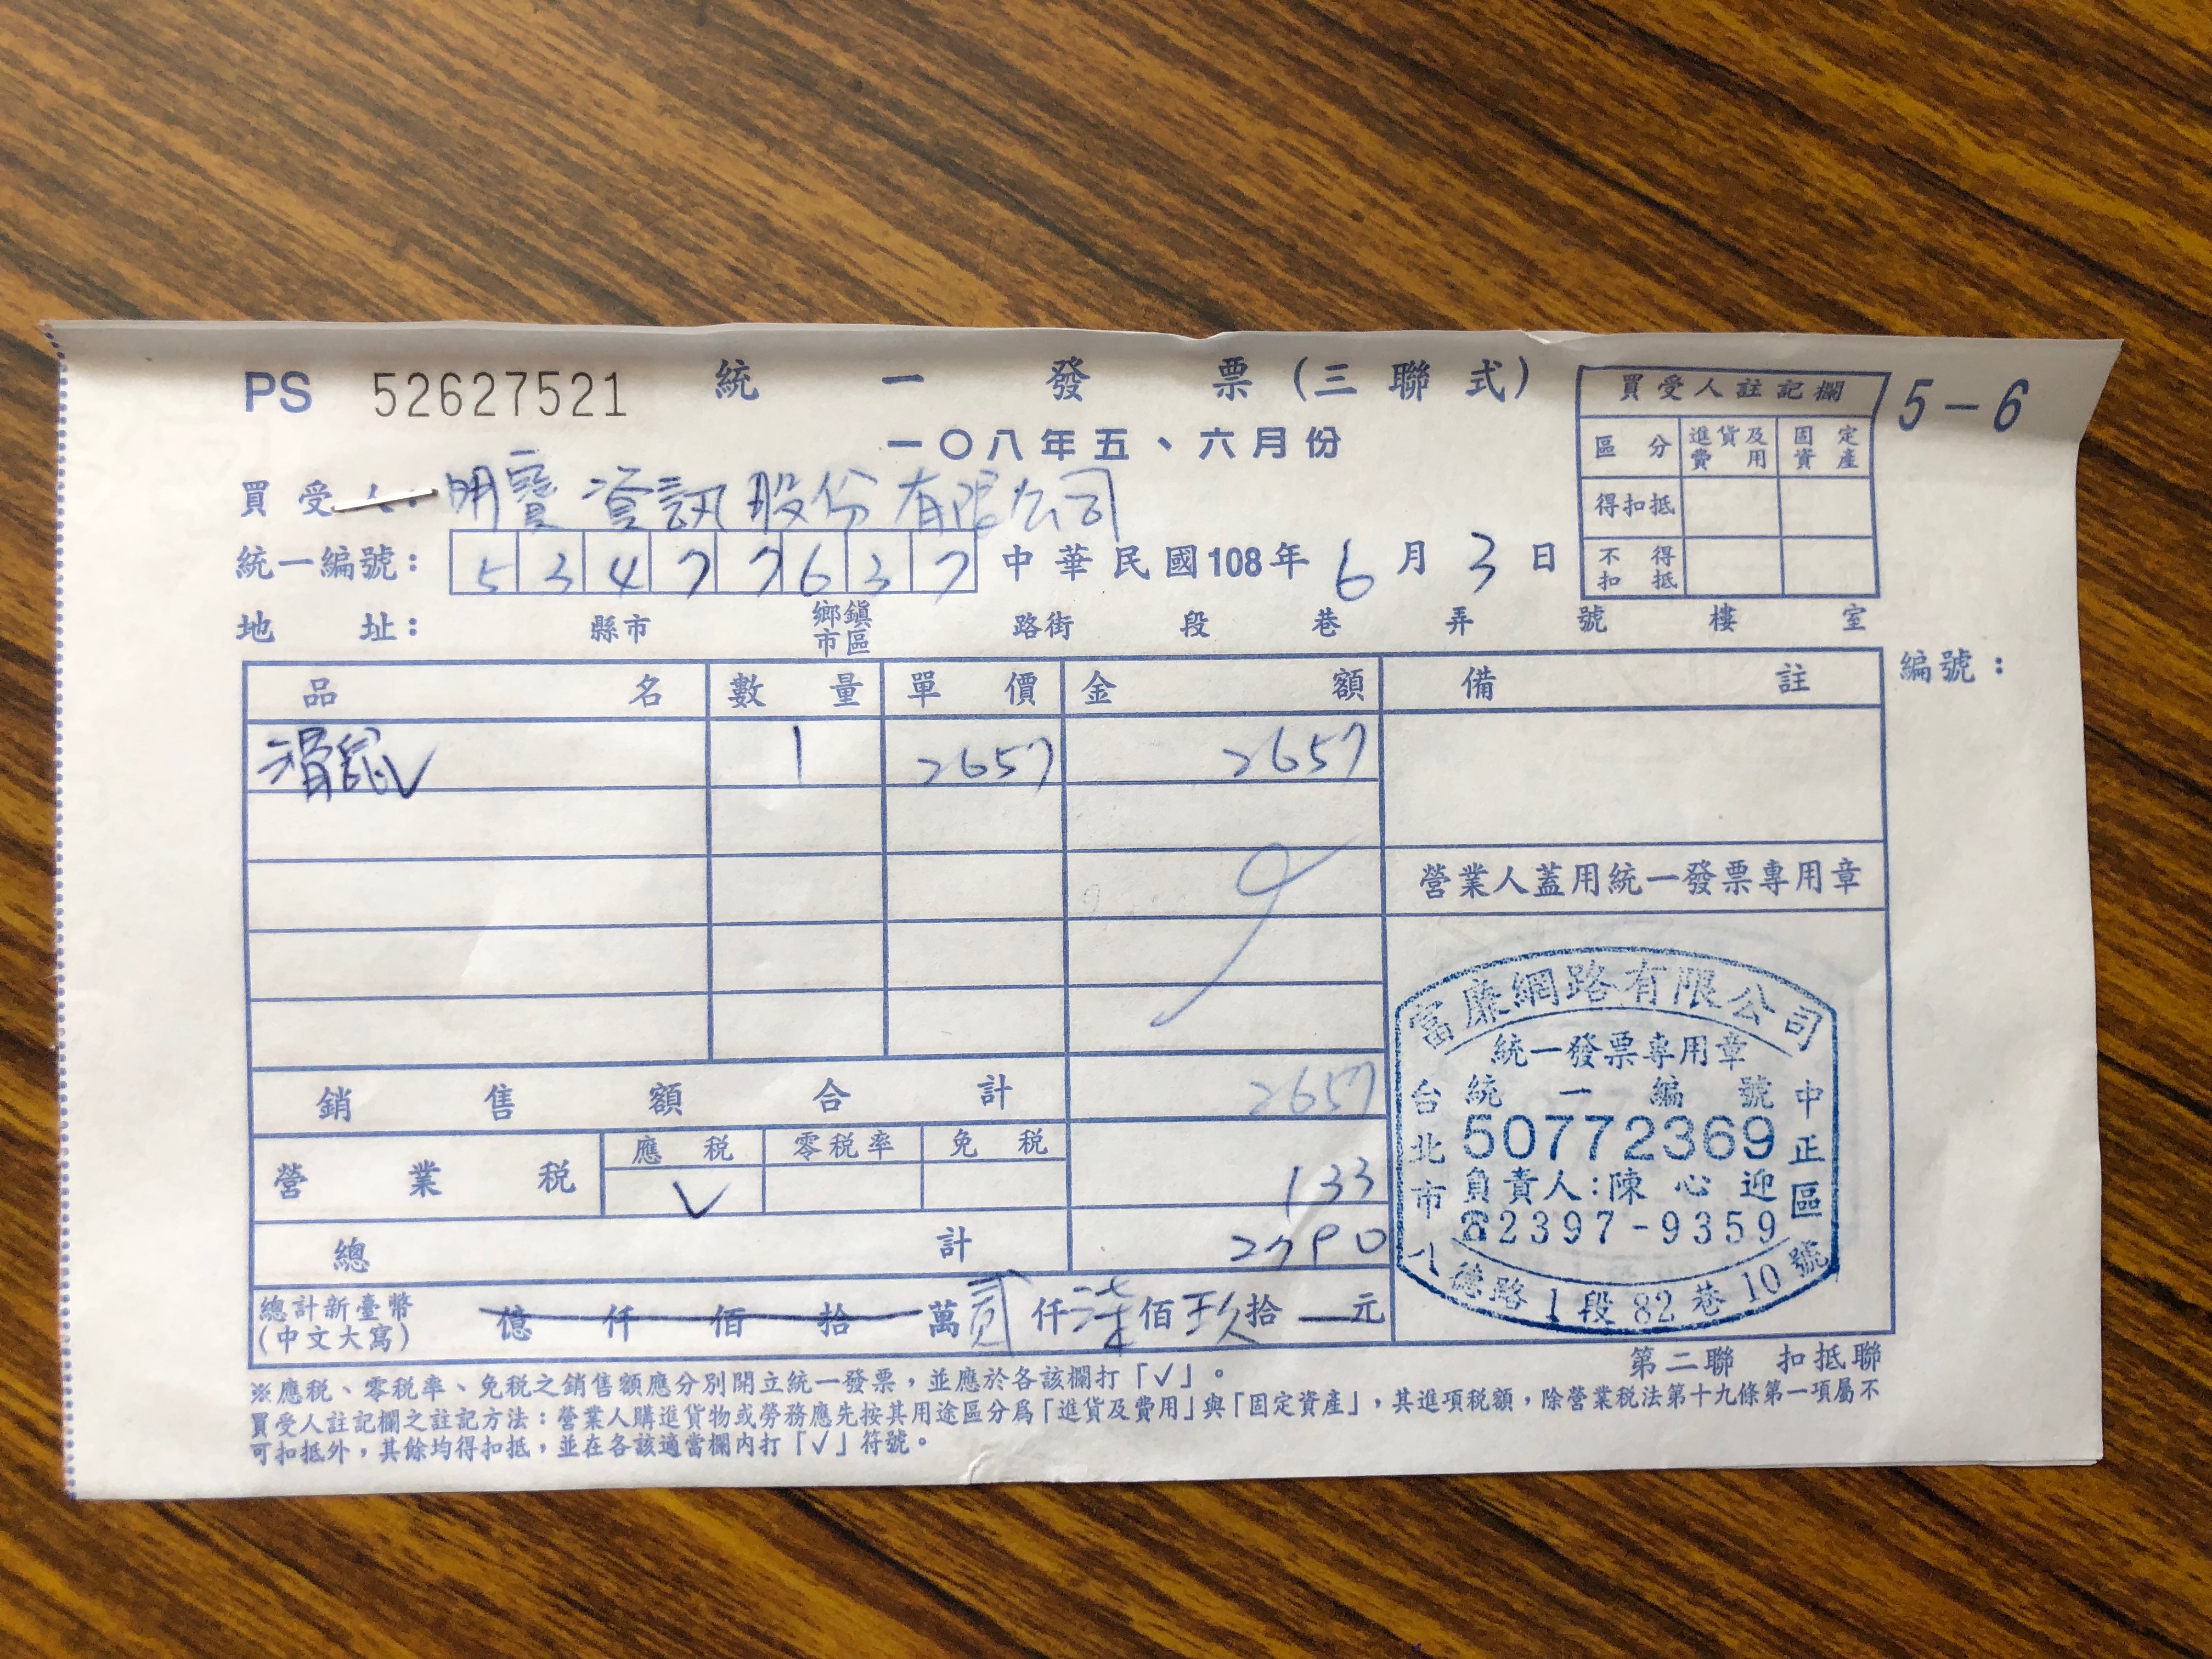 PS 52627521 統一發票(三聯式)
一〇八年五、六月份
5-6
買受人註記欄
區分 進貨及費用 固定資產
得扣抵
不得扣抵
買受人: 明寶資訊股份有限公司
統一編號: 53477637 中華民國108年6月3日
地址: 縣市 鄉鎮市區 路街 段 巷 弄 號 樓 室
編號:
品名 數量 單價 金額 備註
滑鼠 1 2657 2657
營業人蓋用統一發票專用章
銷售額合計 2657
營業稅 應稅 零稅率 免稅
✓ 133
總計 2790
總計新臺幣
(中文大寫) 億仟佰拾萬貳仟柒佰玖拾元
富廉網路有限公司
統一發票專用章
統一編號
50772369
負責人:陳心迎
☎2397-9359
台北市中正區
八德路1段82巷10號
第二聯 扣抵聯
※應稅、零稅率、免稅之銷售額應分別開立統一發票,並應於各該欄打「✓」。
買受人註記欄之註記方法:營業人購進貨物或勞務應先按其用途區分爲「進貨及費用」與「固定資產」,其進項稅額,除營業稅法第十九條第一項屬不
可扣抵外,其餘均得扣抵,並在各該適當欄內打「✓」符號。